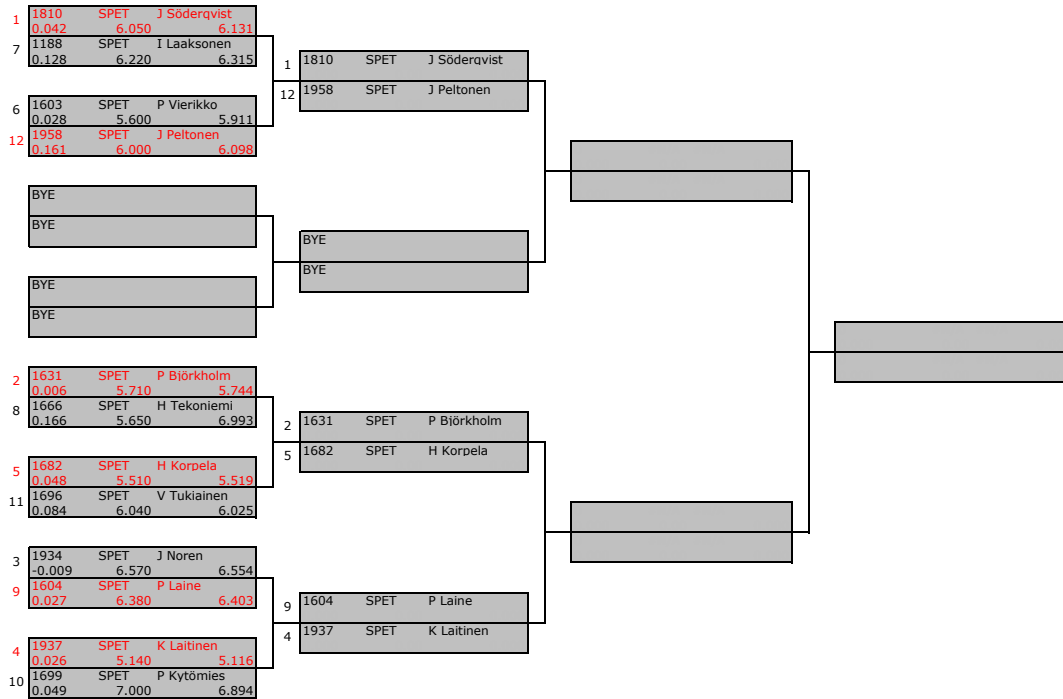 1 1810 SPET J Söderqvist
0.042 6.050 6.131
7 1188 SPET I Laaksonen
0.128 6.220 6.315
6 1603 SPET P Vierikko
0.028 5.600 5.911
12 1958 SPET J Peltonen
0.161 6.000 6.098
BYE
BYE
BYE
BYE
2 1631 SPET P Björkholm
0.006 5.710 5.744
8 1666 SPET H Tekoniemi
0.166 5.650 6.993
5 1682 SPET H Korpela
0.048 5.510 5.519
11 1696 SPET V Tukiainen
0.084 6.040 6.025
3 1934 SPET J Noren
-0.009 6.570 6.554
9 1604 SPET P Laine
0.027 6.380 6.403
4 1937 SPET K Laitinen
0.026 5.140 5.116
10 1699 SPET P Kytömies
0.049 7.000 6.894
1 1810 SPET J Söderqvist
12 1958 SPET J Peltonen
BYE
BYE
2 1631 SPET P Björkholm
5 1682 SPET H Korpela
9 1604 SPET P Laine
4 1937 SPET K Laitinen